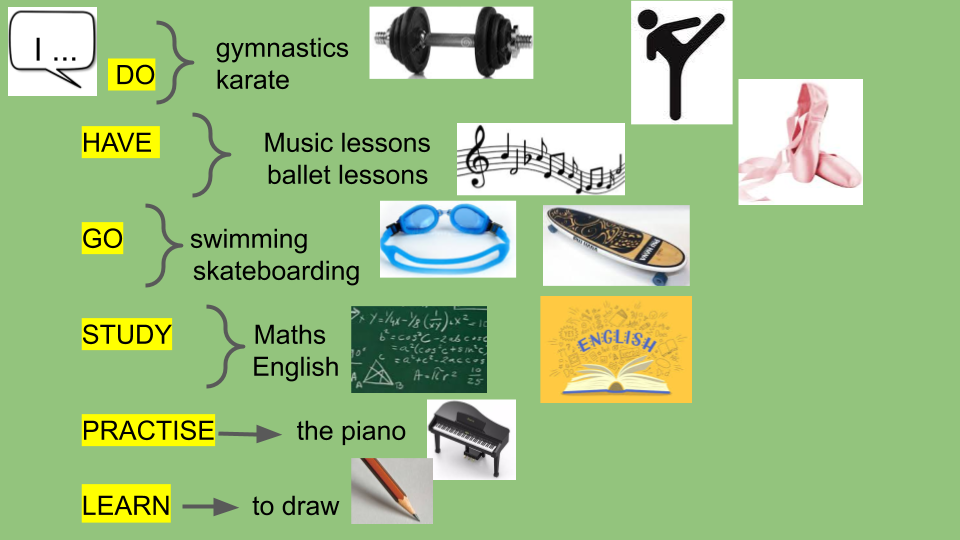 I ...
DO
gymnastics
karate
HAVE
Music lessons
ballet lessons
GO
swimming
skateboarding
STUDY
Maths
English
ENGLISH
PRACTISE
the piano
LEARN
to draw